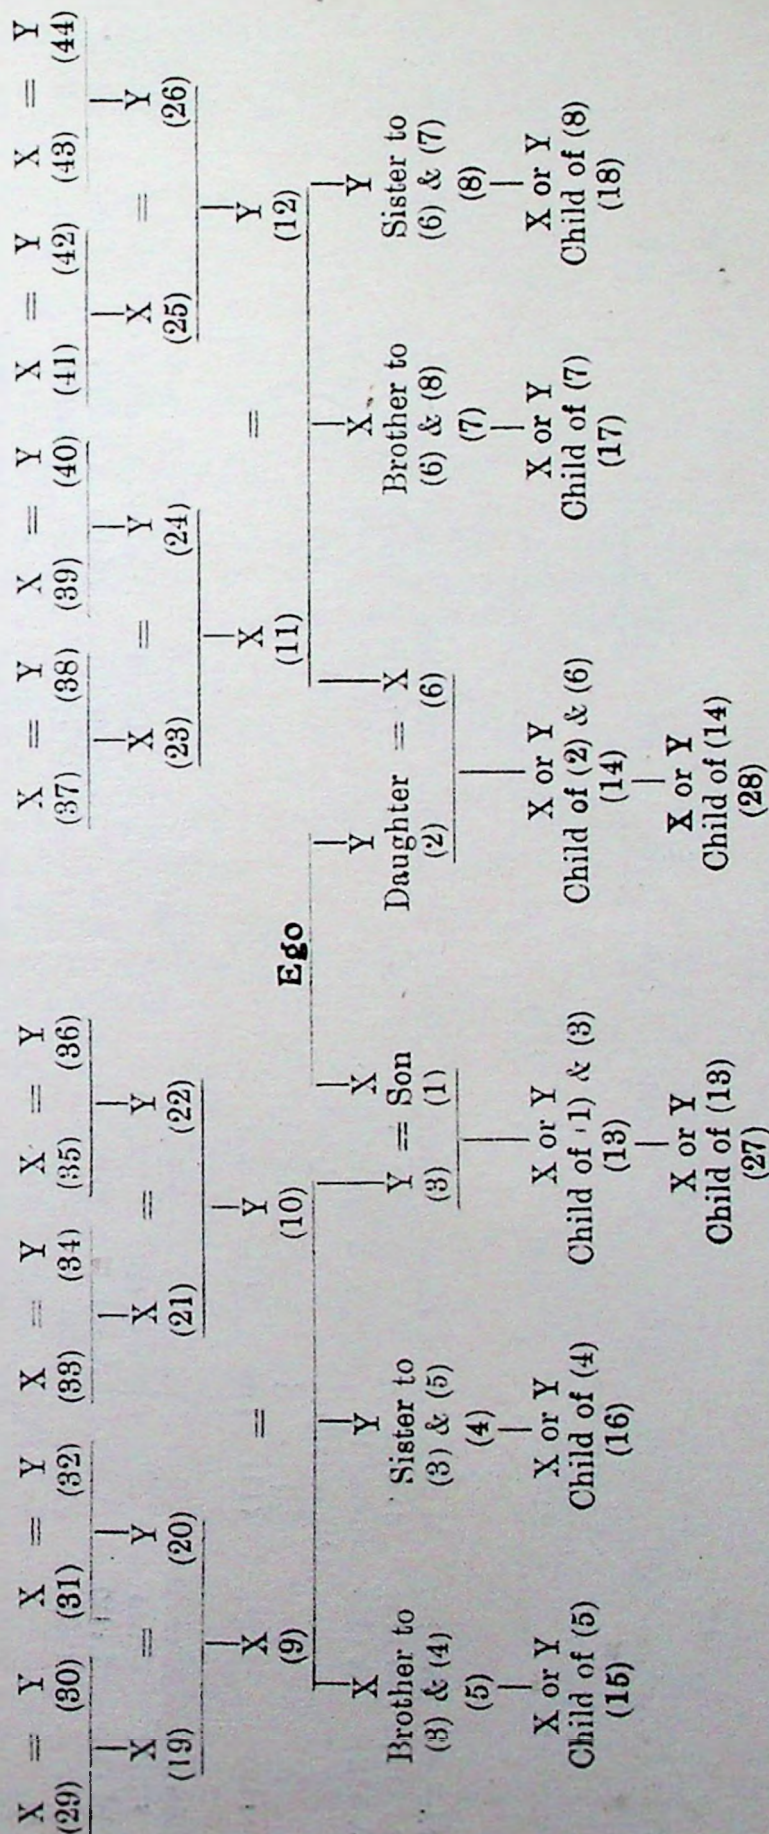 X = Y X = Y X = Y X = Y X = Y X = Y X = Y X = Y
(29) (30) (31) (32) (33) (34) (35) (36) (37) (38) (39) (40) (41) (42) (43) (44)
X = Y X = Y X = Y X = Y
(19) (20) (21) (22) (23) (24) (25) (26)
X = Y X = Y
(9) (10) (11) (12)
Ego
X Y Y X Y X X Y
Brother to Sister to = Son Daughter = Brother to Sister to
(3) & (4) (3) & (5) (3) (1) (2) (6) (6) & (8) (6) & (7)
(5) (4) (7) (8)
X or Y X or Y X or Y X or Y X or Y X or Y
Child of (5) Child of (4) Child of (1) & (3) Child of (2) & (6) Child of (7) Child of (8)
(15) (16) (13) (14) (17) (18)
X or Y X or Y
Child of (13) Child of (14)
(27) (28)